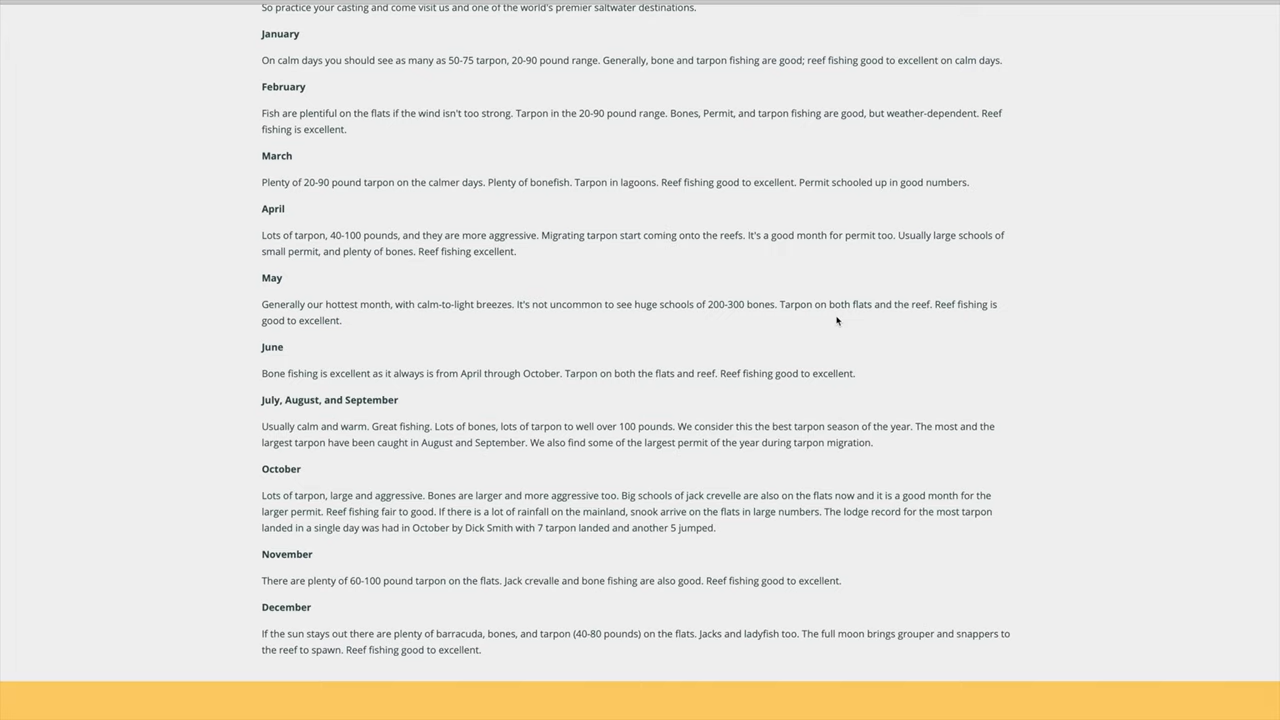 So practice your casting and come visit us and one of the world's premier saltwater destinations.
January
On calm days you should see as many as 50-75 tarpon, 20-90 pound range. Generally, bone and tarpon fishing are good; reef fishing good to excellent on calm days.
February
Fish are plentiful on the flats if the wind isn't too strong. Tarpon in the 20-90 pound range. Bones, Permit, and tarpon fishing are good, but weather-dependent. Reef
fishing is excellent.
March
Plenty of 20-90 pound tarpon on the calmer days. Plenty of bonefish. Tarpon in lagoons. Reef fishing good to excellent. Permit schooled up in good numbers.
April
Lots of tarpon, 40-100 pounds, and they are more aggressive. Migrating tarpon start coming onto the reefs. It's a good month for permit too. Usually large schools of
small permit, and plenty of bones. Reef fishing excellent.
May
Generally our hottest month, with calm-to-light breezes. It's not uncommon to see huge schools of 200-300 bones. Tarpon on both flats and the reef. Reef fishing is
good to excellent.
June
Bone fishing is excellent as it always is from April through October. Tarpon on both the flats and reef. Reef fishing good to excellent.
July, August, and September
Usually calm and warm. Great fishing. Lots of bones, lots of tarpon to well over 100 pounds. We consider this the best tarpon season of the year. The most and the
largest tarpon have been caught in August and September. We also find some of the largest permit of the year during tarpon migration.
October
Lots of tarpon, large and aggressive. Bones are larger and more aggressive too. Big schools of jack crevelle are also on the flats now and it is a good month for the
larger permit. Reef fishing fair to good. If there is a lot of rainfall on the mainland, snook arrive on the flats in large numbers. The lodge record for the most tarpon
landed in a single day was had in October by Dick Smith with 7 tarpon landed and another 5 jumped.
November
There are plenty of 60-100 pound tarpon on the flats. Jack crevalle and bone fishing are also good. Reef fishing good to excellent.
December
If the sun stays out there are plenty of barracuda, bones, and tarpon (40-80 pounds) on the flats. Jacks and ladyfish too. The full moon brings grouper and snappers to
the reef to spawn. Reef fishing good to excellent.